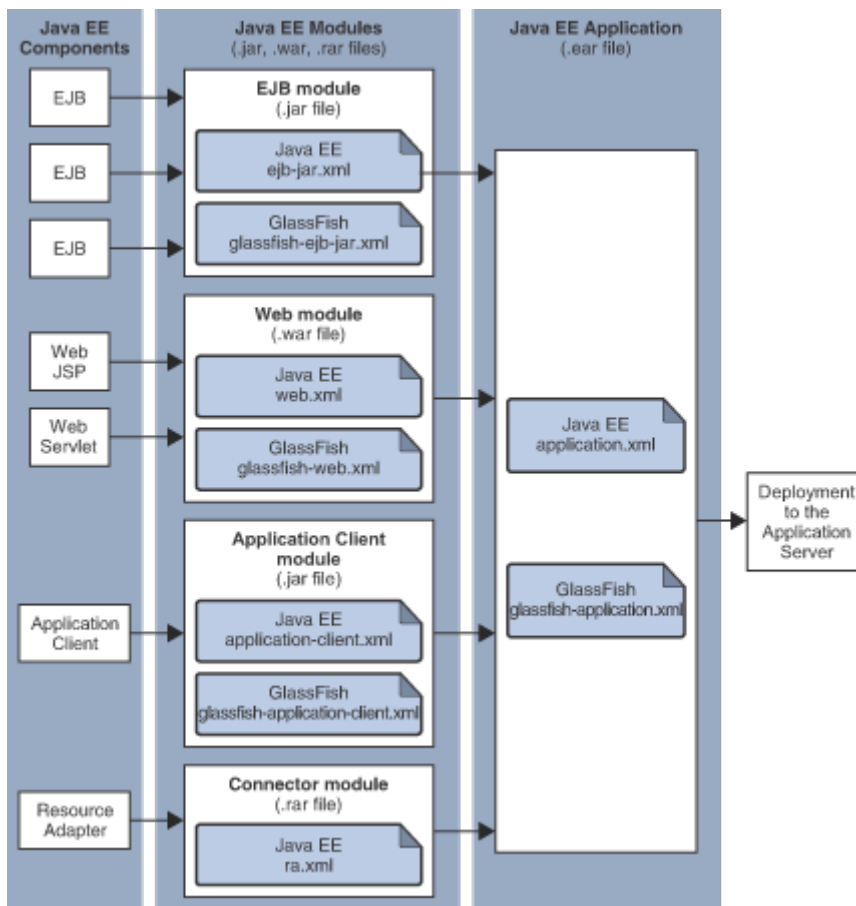 Java EE
Components
Java EE Modules
(.jar, .war, .rar files)
Java EE Application
(.ear file)
EJB
EJB
EJB
EJB module
(.jar file)
Java EE
ejb-jar.xml
GlassFish
glassfish-ejb-jar.xml
Web
JSP
Web
Servlet
Web module
(.war file)
Java EE
web.xml
GlassFish
glassfish-web.xml
Application
Client
Application Client
module
(.jar file)
Java EE
application-client.xml
GlassFish
glassfish-application-client.xml
Resource
Adapter
Connector module
(.rar file)
Java EE
ra.xml
Java EE
application.xml
GlassFish
glassfish-application.xml
Deployment
to the
Application
Server